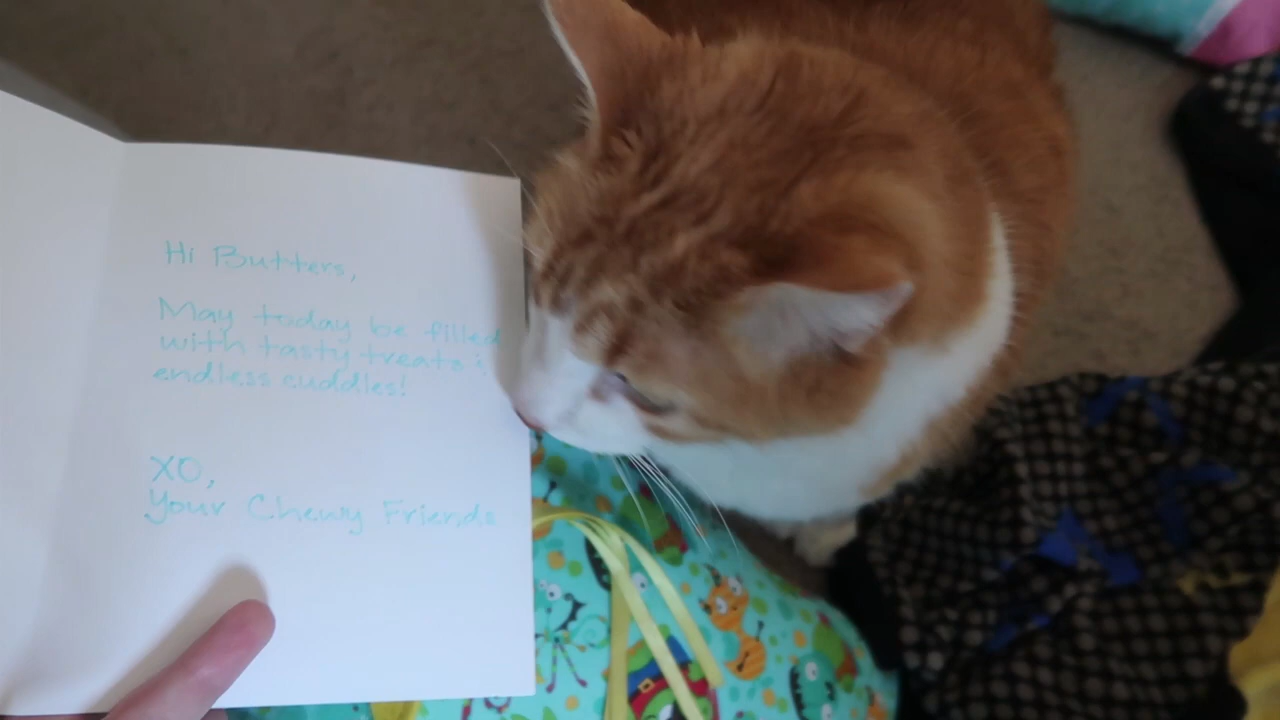 Hi Butters,
May today be filled
with tasty treats &
endless cuddles!
XO,
Your Chewy Friends